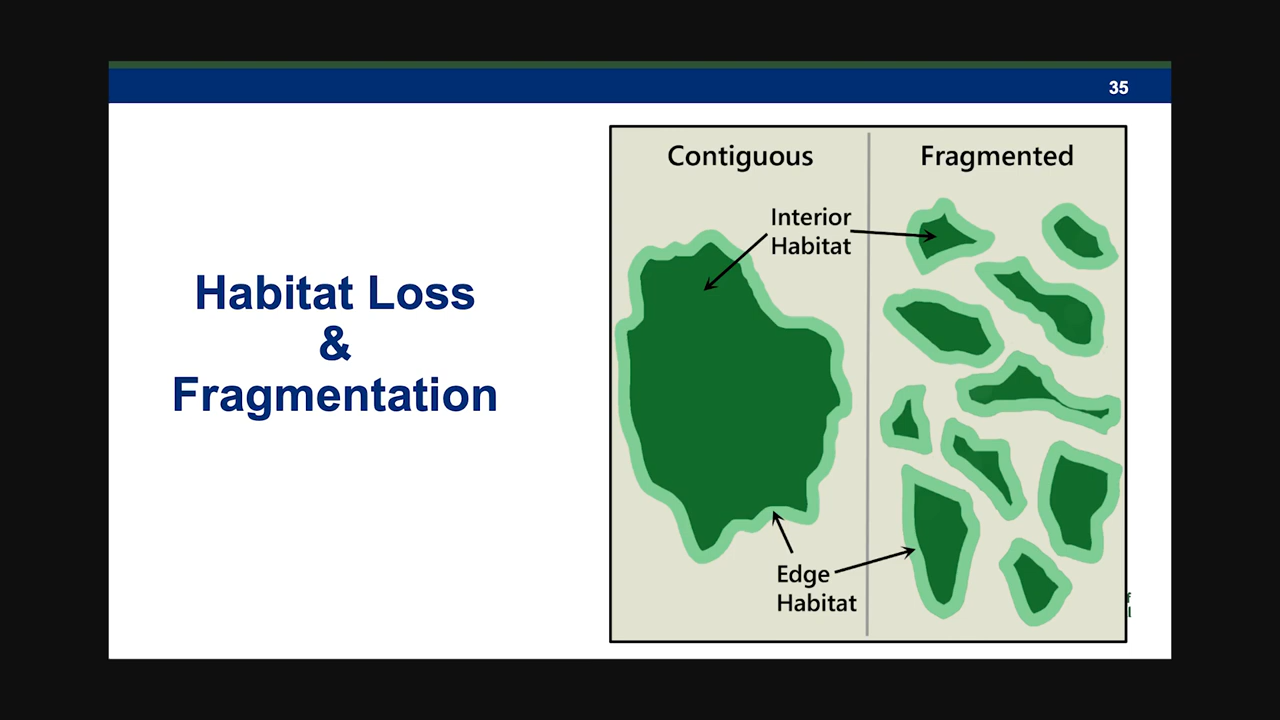 35
Habitat Loss
&
Fragmentation
Contiguous
Fragmented
Interior
Habitat
Edge
Habitat